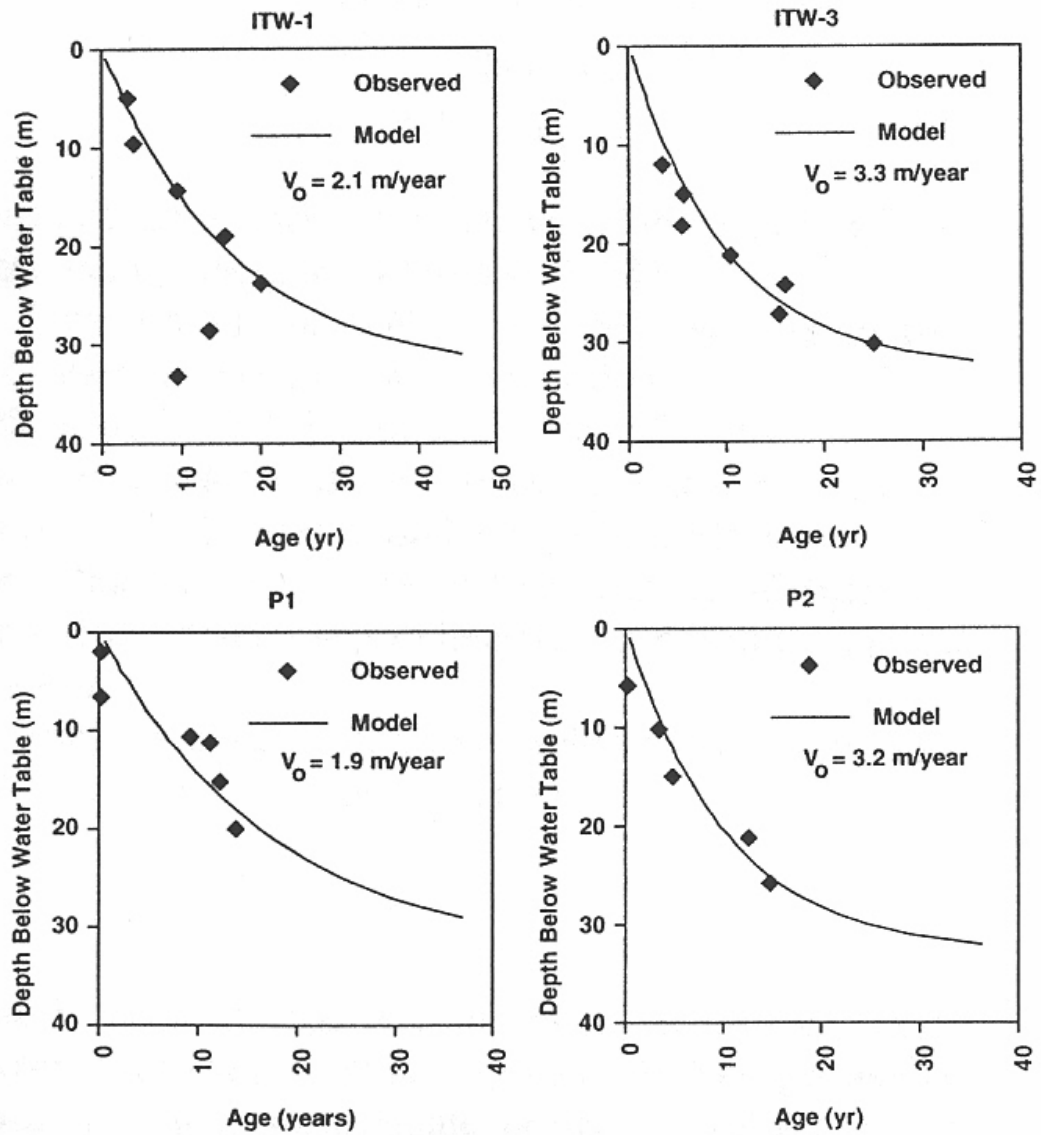 ITW-1
0
10
20
30
40
Depth Below Water Table (m)
Observed
Model
Vo = 2.1 m/year
0
10
20
30
40
50
Age (yr)
ITW-3
0
10
20
30
40
Depth Below Water Table (m)
Observed
Model
Vo = 3.3 m/year
0
10
20
30
40
Age (yr)
P1
0
10
20
30
40
Depth Below Water Table (m)
Observed
Model
Vo = 1.9 m/year
0
10
20
30
40
Age (years)
P2
0
10
20
30
40
Depth Below Water Table (m)
Observed
Model
Vo = 3.2 m/year
0
10
20
30
40
Age (yr)